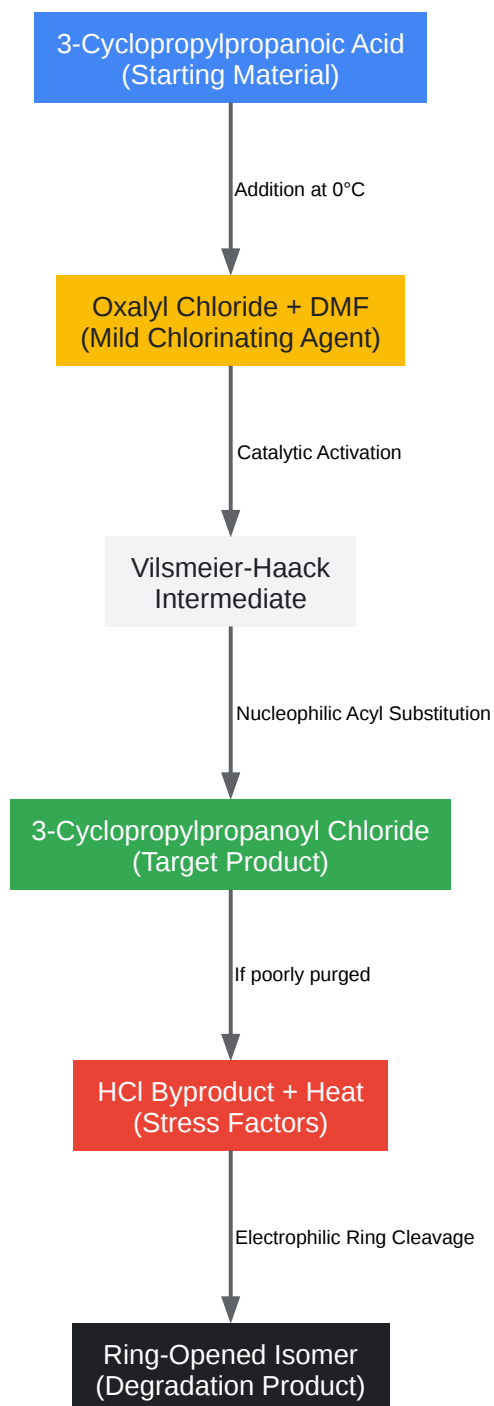 3-Cyclopropylpropanoic Acid
(Starting Material)
Addition at 0°C
Oxalyl Chloride + DMF
(Mild Chlorinating Agent)
Catalytic Activation
Vilsmeier-Haack
Intermediate
Nucleophilic Acyl Substitution
3-Cyclopropylpropanoyl Chloride
(Target Product)
If poorly purged
HCl Byproduct + Heat
(Stress Factors)
Electrophilic Ring Cleavage
Ring-Opened Isomer
(Degradation Product)